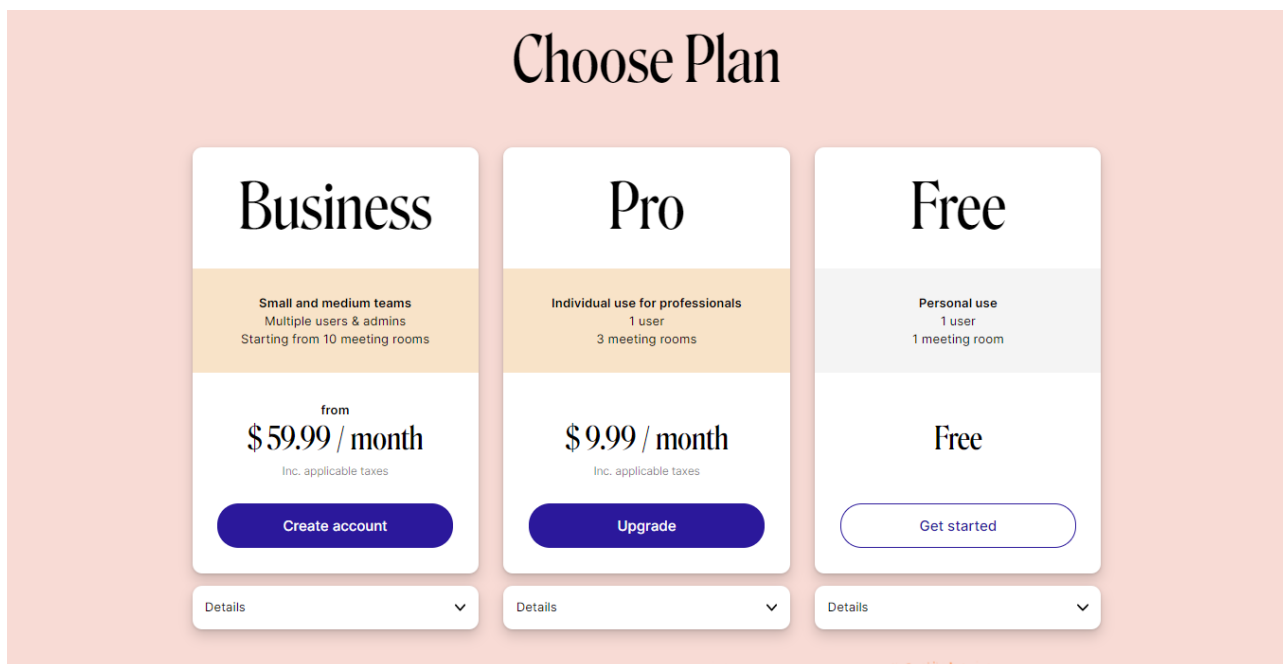 Choose Plan
Business
Small and medium teams
Multiple users & admins
Starting from 10 meeting rooms
from
$ 59.99 / month
Inc. applicable taxes
Create account
Details
Pro
Individual use for professionals
1 user
3 meeting rooms
$ 9.99 / month
Inc. applicable taxes
Upgrade
Details
Free
Personal use
1 user
1 meeting room
Free
Get started
Details